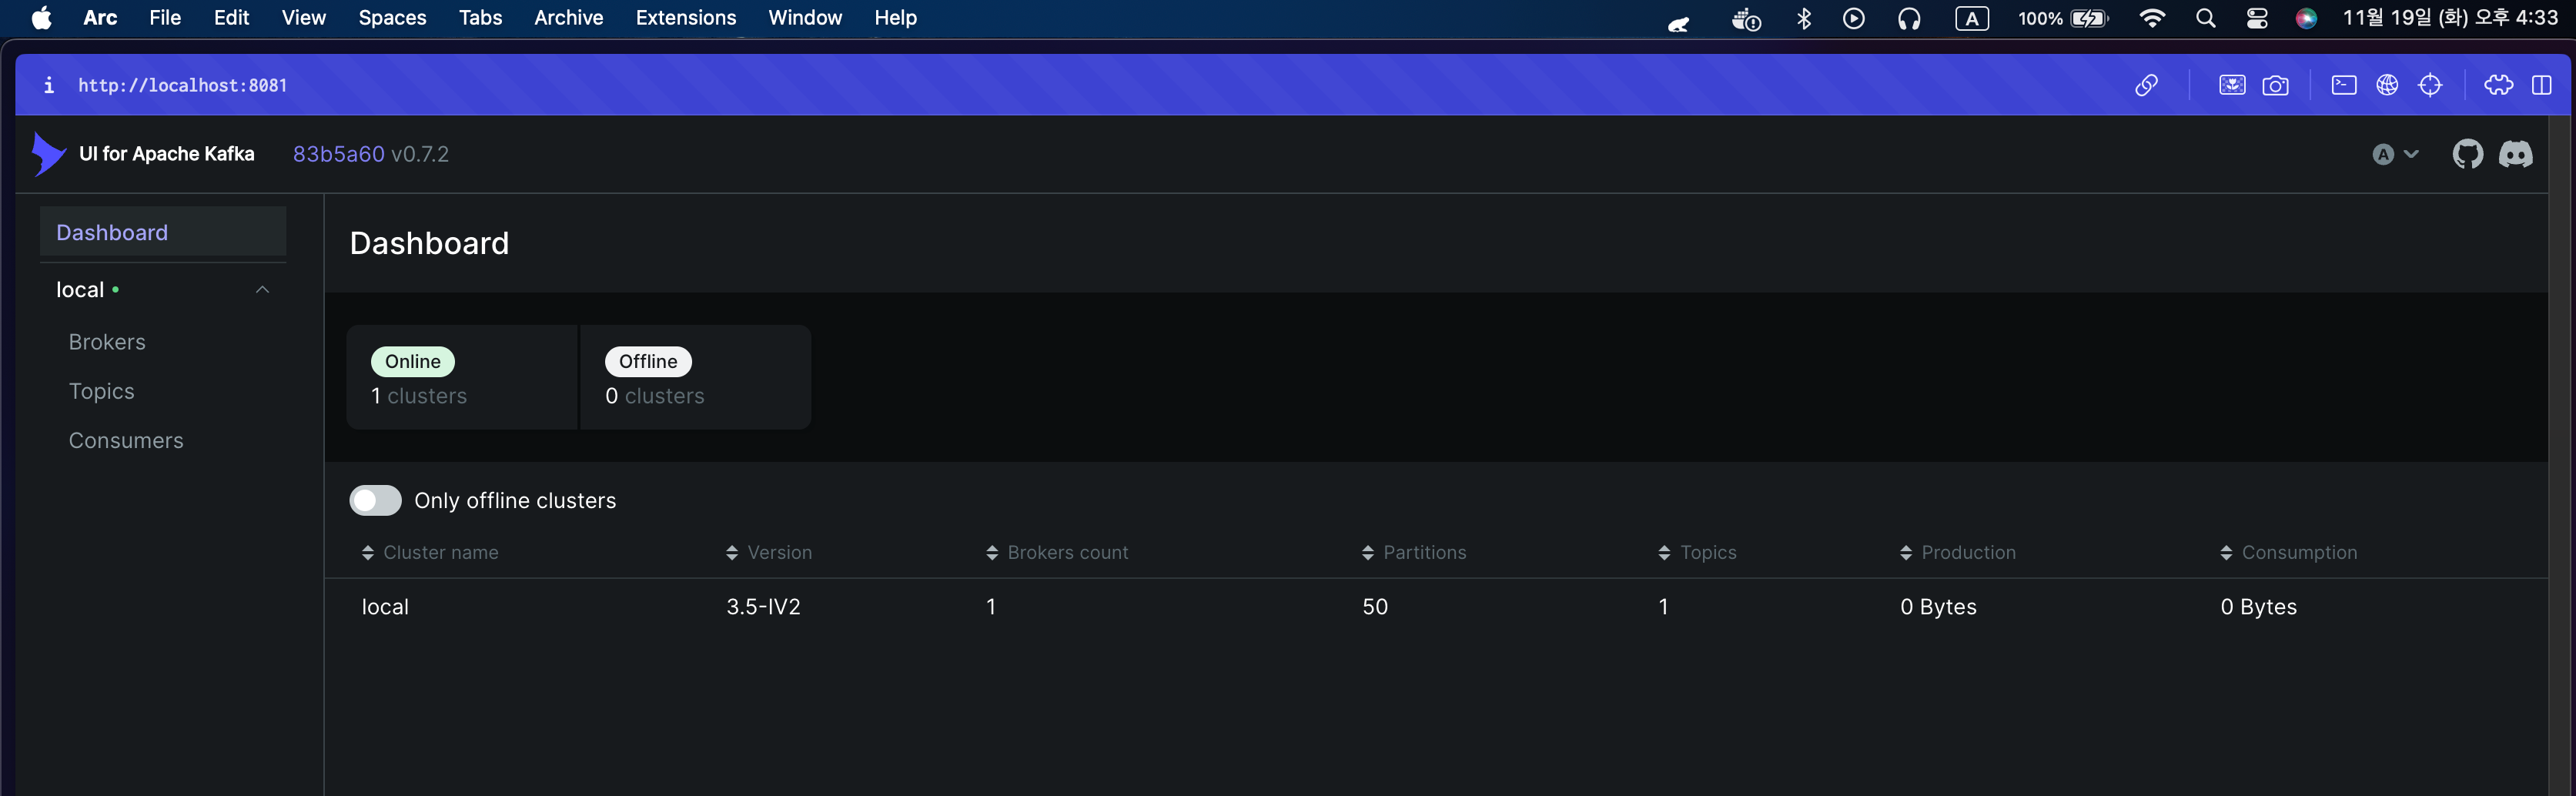 Arc File Edit View Spaces Tabs Archive Extensions Window Help A 100% 11월 19일 (화) 오후 4:33
http://localhost:8081
UI for Apache Kafka 83b5a60 v0.7.2 A
Dashboard
local
Brokers
Topics
Consumers
Dashboard
Online Offline
1 clusters 0 clusters
Only offline clusters
Cluster name Version Brokers count Partitions Topics Production Consumption
local 3.5-IV2 1 50 1 0 Bytes 0 Bytes